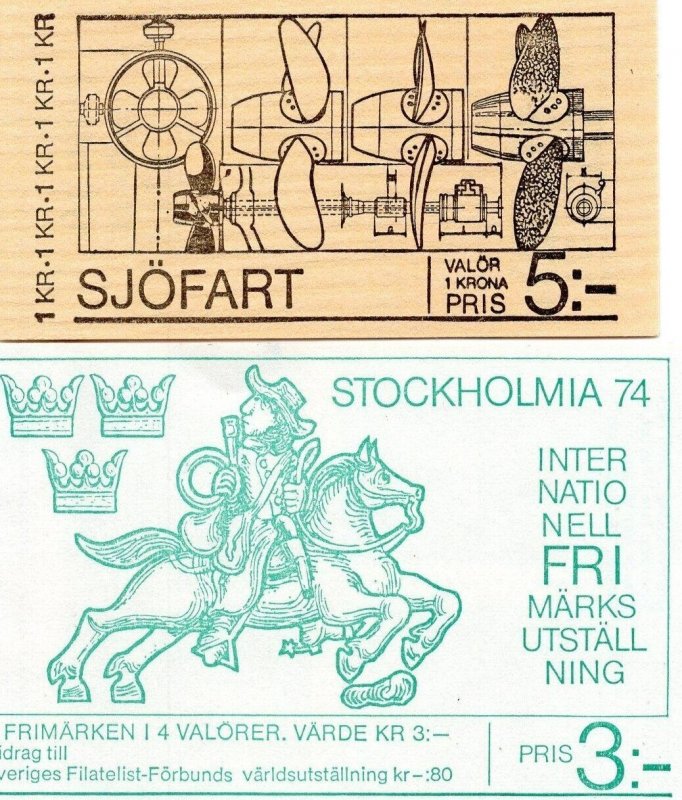 1 KR·1 KR·1 KR·1 KR·1 KR
SJÖFART
VALÖR
1 KRONA
PRIS
5:-
STOCKHOLMIA 74
INTER
NATIO
NELL
FRI
MÄRKS
UTSTÄLL
NING
FRIMÄRKEN I 4 VALÖRER. VÄRDE KR 3:—
idrag till
veriges Filatelist-Förbunds världsutställning kr –:80
PRIS 3:-